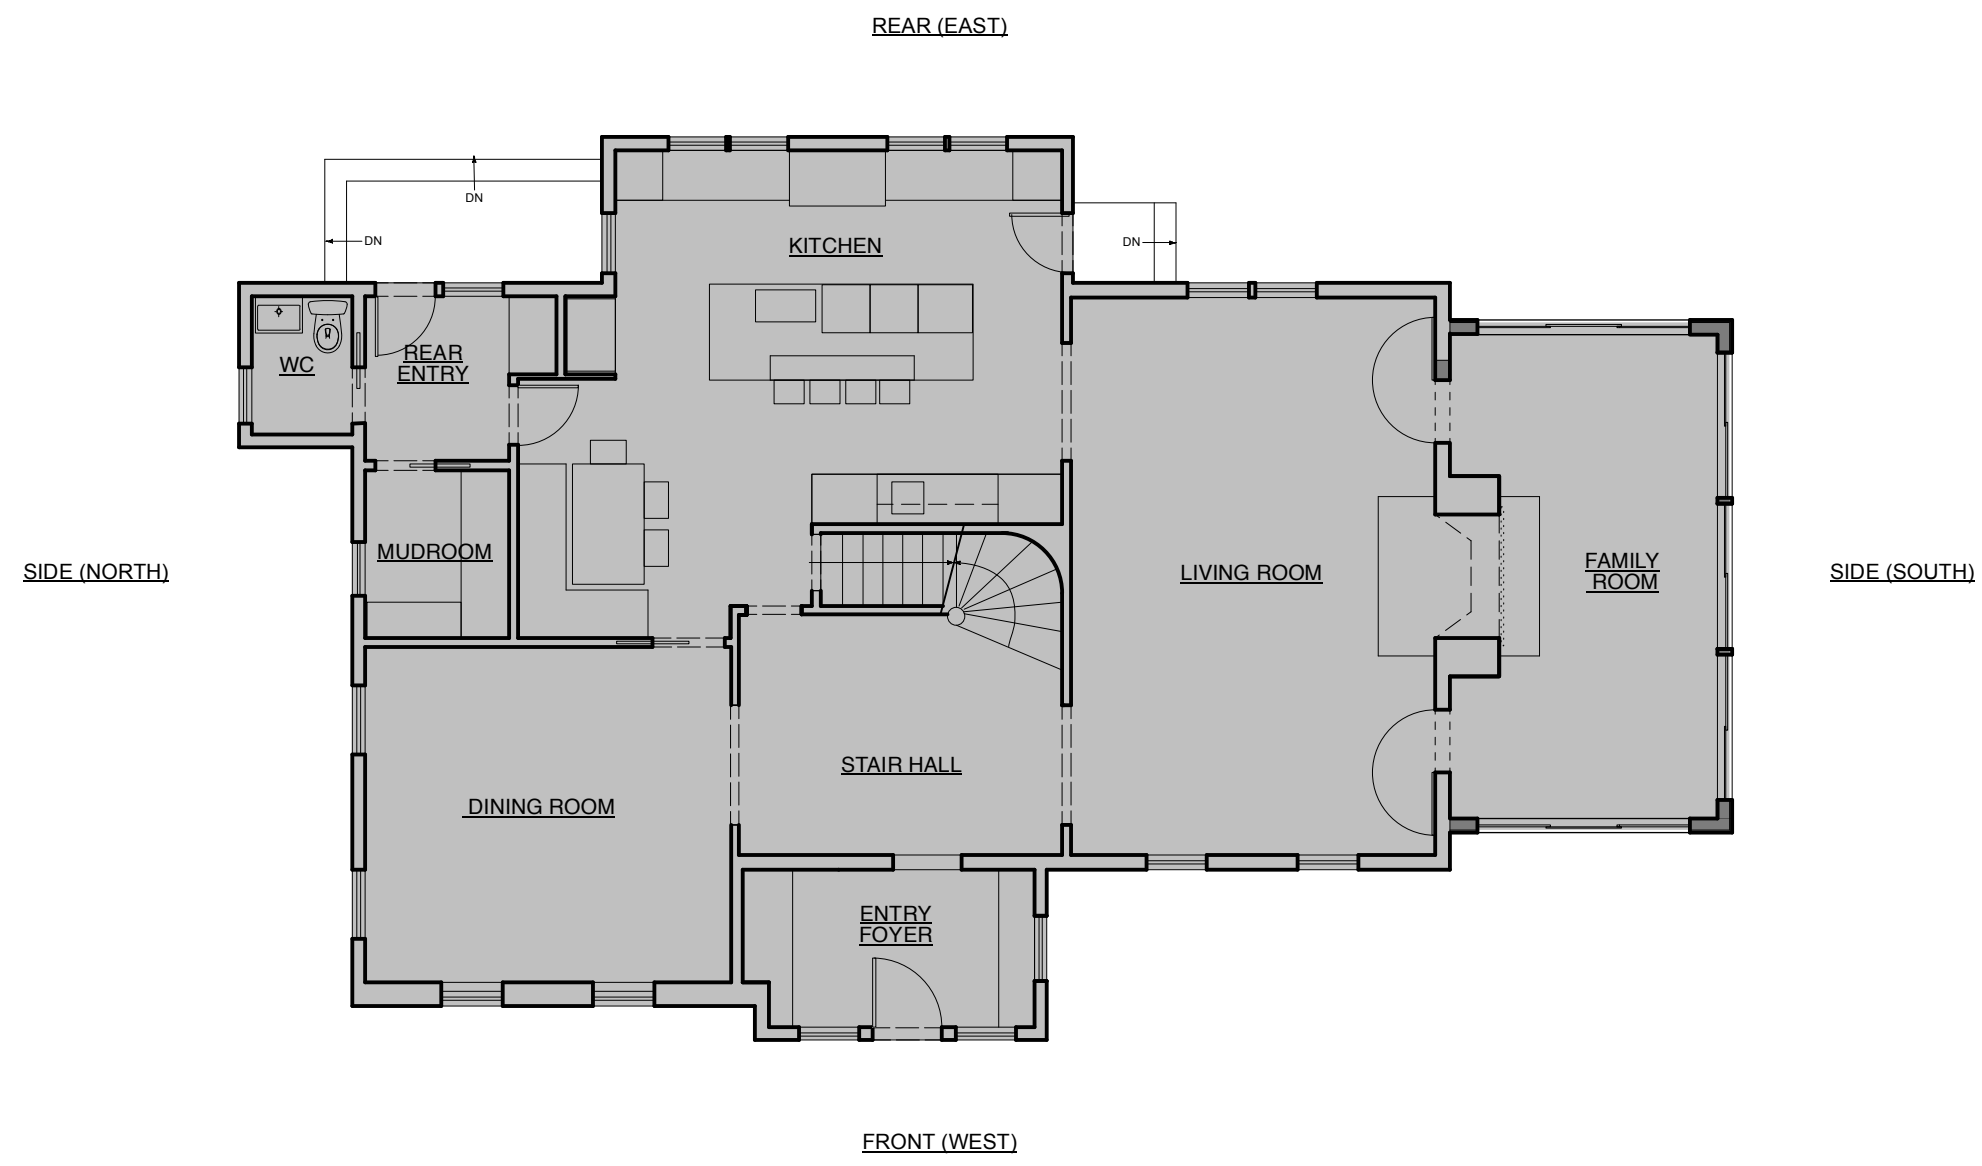 REAR (EAST)
DN
DN
DN
KITCHEN
WC
REAR
ENTRY
MUDROOM
SIDE (NORTH)
LIVING ROOM
FAMILY
ROOM
SIDE (SOUTH)
STAIR HALL
DINING ROOM
ENTRY
FOYER
FRONT (WEST)